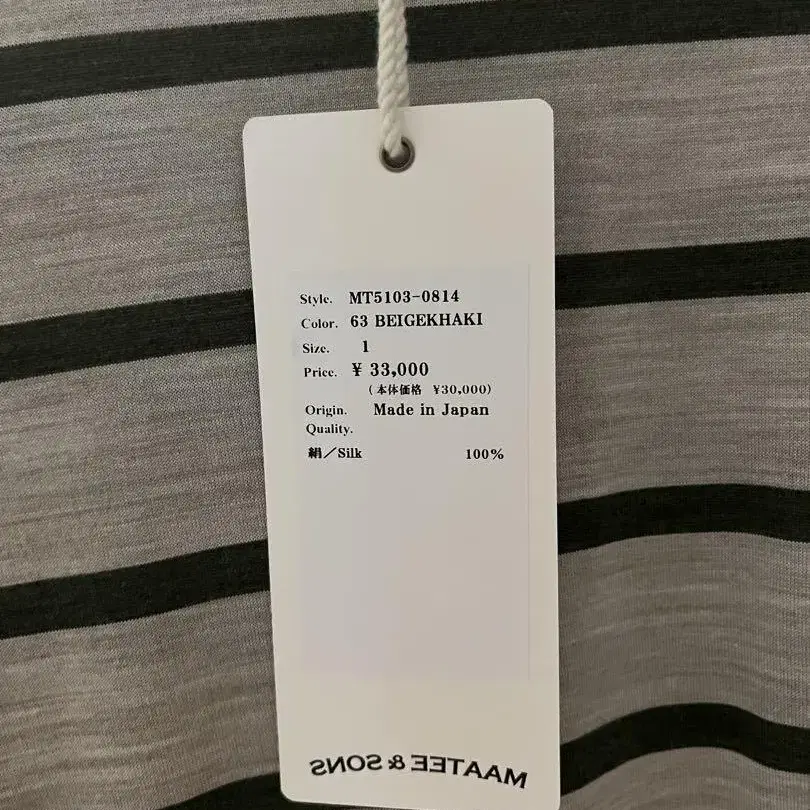 Style. MT5103-0814
Color. 63 BEIGEKHAKI
Size. 1
Price. ¥ 33,000
(本体価格 ¥30,000)
Origin. Made in Japan
Quality.
絹/Silk 100%
MAATEE & SONS